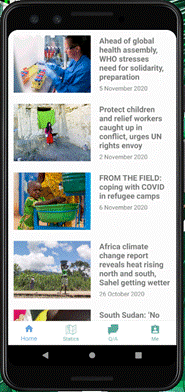 Ahead of global
health assembly,
WHO stresses
need for solidarity,
preparation
5 November 2020
Protect children
and relief workers
caught up in
conflict, urges UN
rights envoy
2 November 2020
FROM THE FIELD:
coping with COVID
in refugee camps
6 November 2020
Africa climate
change report
reveals heat rising
north and south,
Sahel getting wetter
26 October 2020
South Sudan: 'No
Home
Statics
Q/A
Me